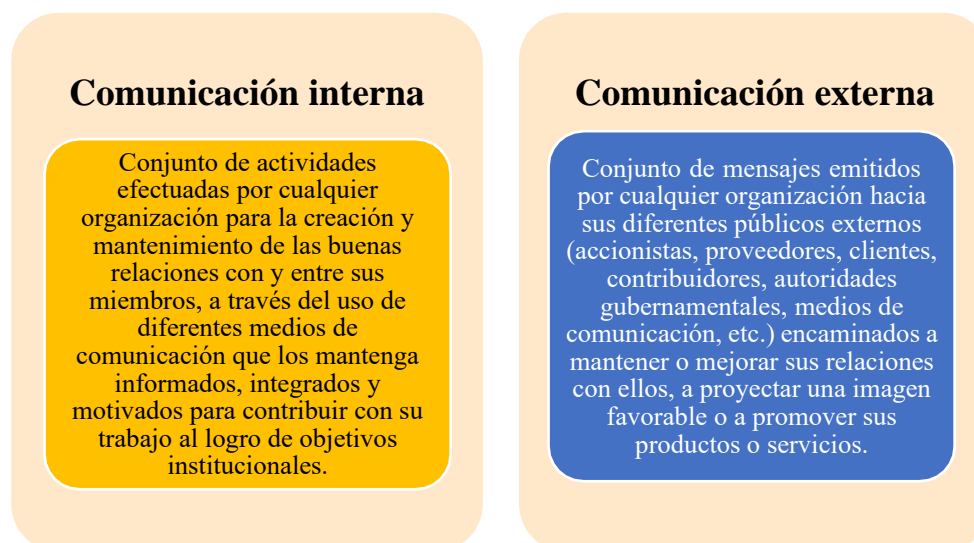 Comunicación interna
Conjunto de actividades
efectuadas por cualquier
organización para la creación y
mantenimiento de las buenas
relaciones con y entre sus
miembros, a través del uso de
diferentes medios de
comunicación que los mantenga
informados, integrados y
motivados para contribuir con su
trabajo al logro de objetivos
institucionales.
Comunicación externa
Conjunto de mensajes emitidos
por cualquier organización hacia
sus diferentes públicos externos
(accionistas, proveedores, clientes,
contribuidores, autoridades
gubernamentales, medios de
comunicación, etc.) encaminados a
mantener o mejorar sus relaciones
con ellos, a proyectar una imagen
favorable o a promover sus
productos o servicios.